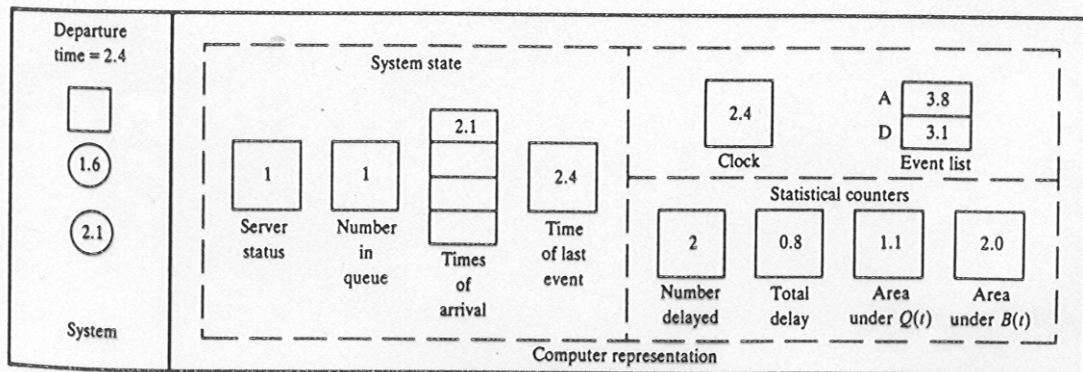 Departure
time = 2.4
1.6
2.1
System
System state
1
Server
status
1
Number
in
queue
2.1
Times
of
arrival
2.4
Time
of last
event
2.4
Clock
A
3.8
D
3.1
Event list
Statistical counters
2
Number
delayed
0.8
Total
delay
1.1
Area
under Q(t)
2.0
Area
under B(t)
Computer representation